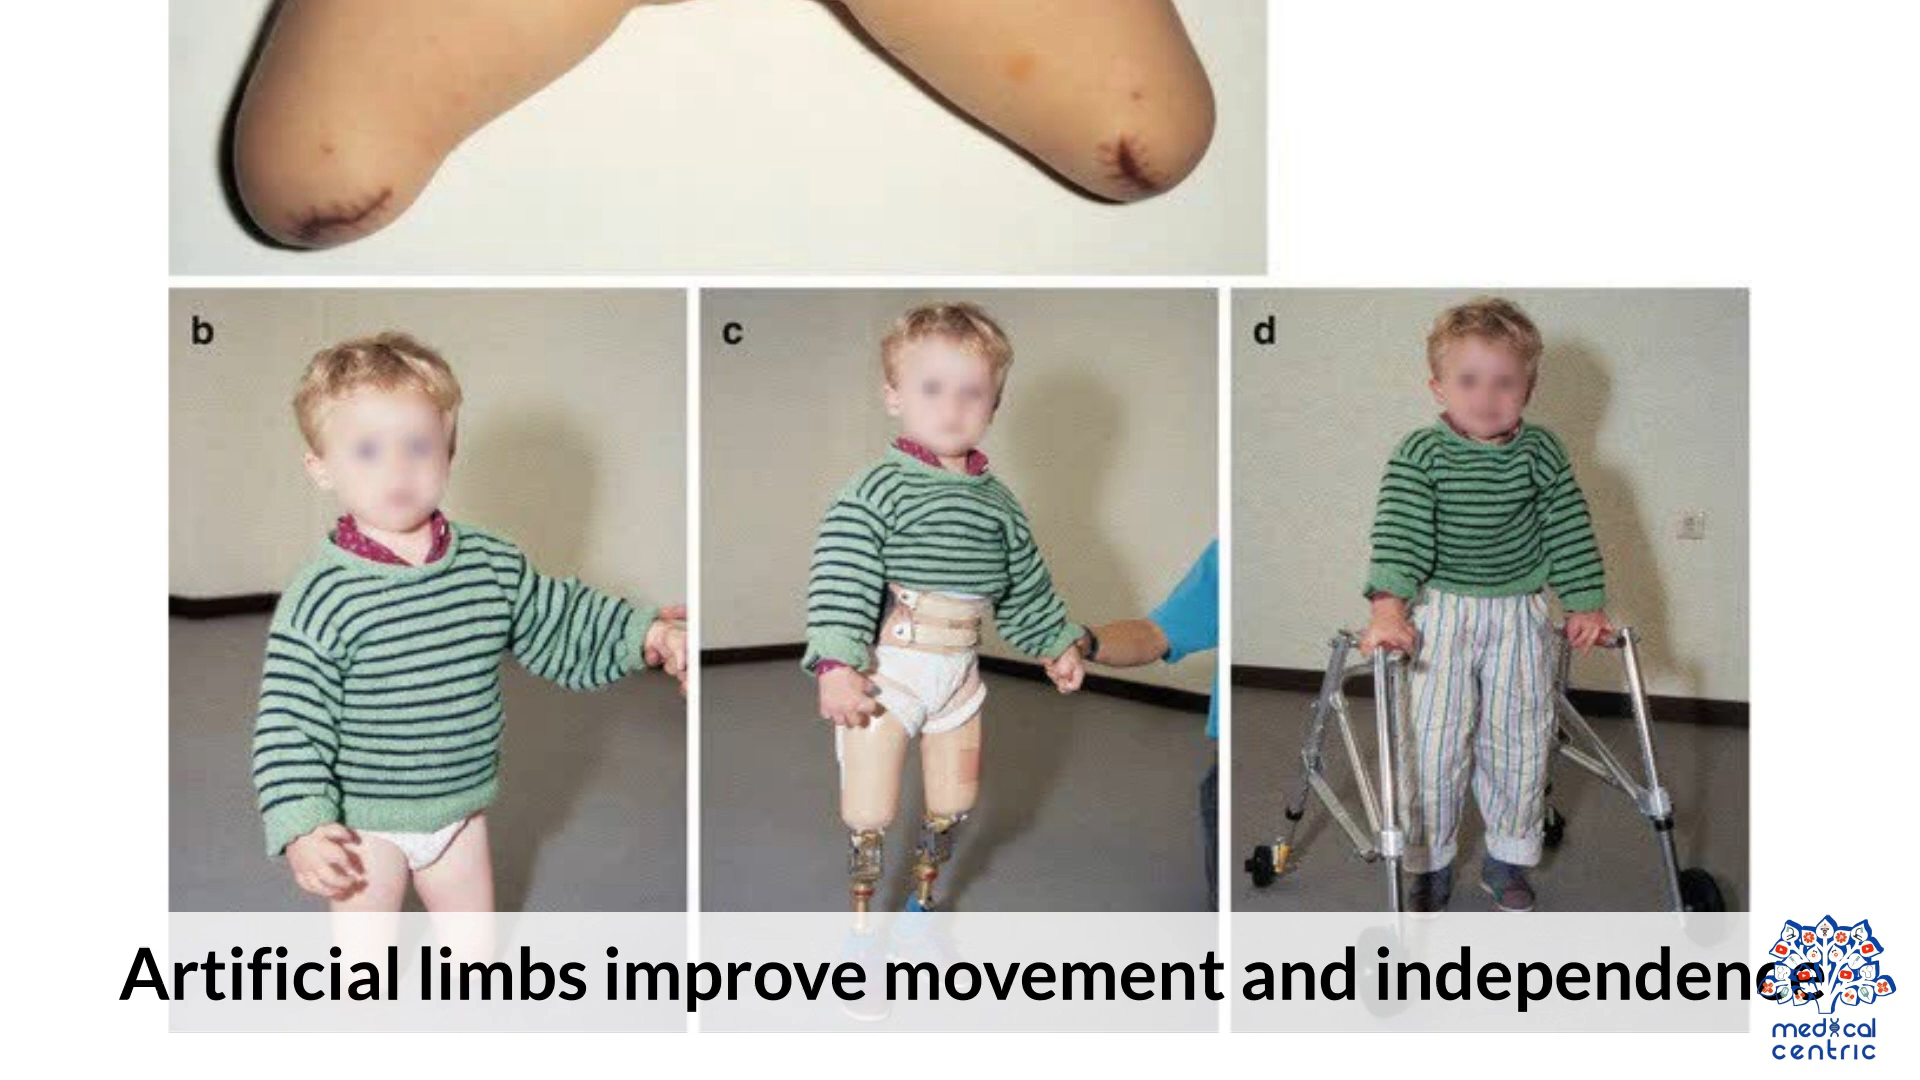 b
c
d
Artificial limbs improve movement and independence
medical
centric